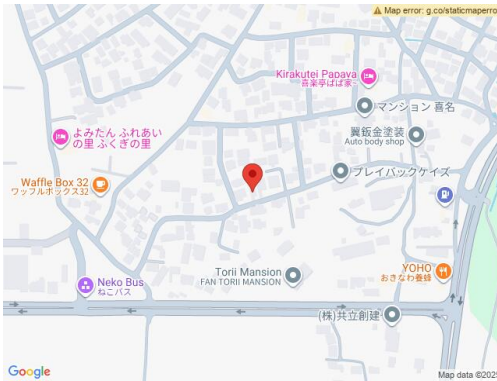 Map error: g.co/staticmaperro
Kirakutei Papaya
喜楽亭ぱぱ家~
マンション 喜名
よみたん ふれあい
の里 ふくぎの里
翼鈑金塗装
Auto body shop
プレイバックケイズ
Waffle Box 32
ワッフルボックス32
Torii Mansion
FAN TORII MANSION
YOHO
おきなわ養蜂
Neko Bus
ねこバス
(株)共立創建
Google
Map data ©202